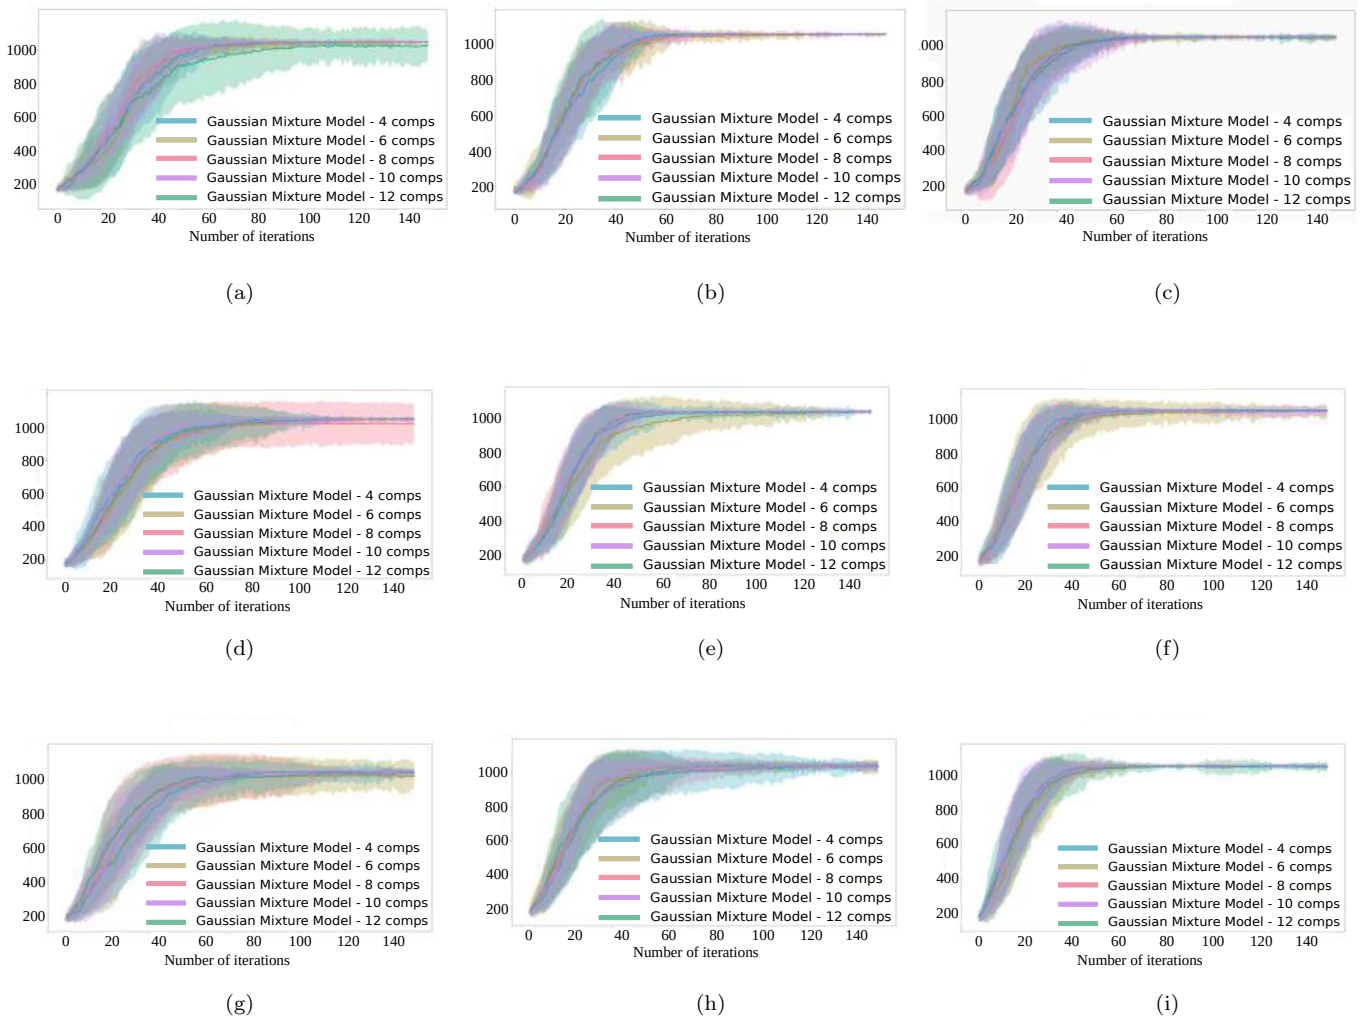 1000
800
600
400
200
Gaussian Mixture Model - 4 comps
Gaussian Mixture Model - 6 comps
Gaussian Mixture Model - 8 comps
Gaussian Mixture Model - 10 comps
Gaussian Mixture Model - 12 comps
0 20 40 60 80 100 120 140
Number of iterctions
(a)
1000
800
600
400
200
Gaussian Mixture Model - 4 comps
Gaussian Mixture Model - 6 comps
Gaussian Mixture Model - 8 comps
Gaussian Mixture Model - 10 comps
Gaussian Mixture Model - 12 comps
0 20 40 60 80 100 120 140
Number of iterctions
(b)
000
800
600
400
200
Gaussian Mixture Model - 4 comps
Gaussian Mixture Model - 6 comps
Gaussian Mixture Model - 8 comps
Gaussian Mixture Model - 10 comps
Gaussian Mixture Model - 12 comps
0 20 40 60 80 100 120 140
Number of iterctions
(c)
1000
800
600
400
200
Gaussian Mixture Model - 4 comps
Gaussian Mixture Model - 6 comps
Gaussian Mixture Model - 8 comps
Gaussian Mixture Model - 10 comps
Gaussian Mixture Model - 12 comps
0 20 40 60 80 100 120 140
Number of iterctions
(d)
1000
800
600
400
200
Gaussian Mixture Model - 4 comps
Gaussian Mixture Model - 6 comps
Gaussian Mixture Model - 8 comps
Gaussian Mixture Model - 10 comps
Gaussian Mixture Model - 12 comps
0 20 40 60 80 100 120 140
Number of iterctions
(e)
1000
800
600
400
200
Gaussian Mixture Model - 4 comps
Gaussian Mixture Model - 6 comps
Gaussian Mixture Model - 8 comps
Gaussian Mixture Model - 10 comps
Gaussian Mixture Model - 12 comps
0 20 40 60 80 100 120 140
Number of iterctions
(f)
1000
800
600
400
200
Gaussian Mixture Model - 4 comps
Gaussian Mixture Model - 6 comps
Gaussian Mixture Model - 8 comps
Gaussian Mixture Model - 10 comps
Gaussian Mixture Model - 12 comps
0 20 40 60 80 100 120 140
Number of iterctions
(g)
1000
800
600
400
200
Gaussian Mixture Model - 4 comps
Gaussian Mixture Model - 6 comps
Gaussian Mixture Model - 8 comps
Gaussian Mixture Model - 10 comps
Gaussian Mixture Model - 12 comps
0 20 40 60 80 100 120 140
Number of iterctions
(h)
1000
800
600
400
200
Gaussian Mixture Model - 4 comps
Gaussian Mixture Model - 6 comps
Gaussian Mixture Model - 8 comps
Gaussian Mixture Model - 10 comps
Gaussian Mixture Model - 12 comps
0 20 40 60 80 100 120 140
Number of iterctions
(i)